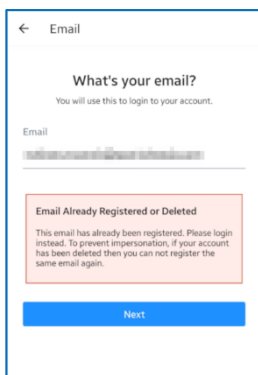 Email
What's your email?
You will use this to login to your account.
Email
Email Already Registered or Deleted
This email has already been registered. Please login
instead. To prevent impersonation, if your account
has been deleted then you can not register the
same email again.
Next